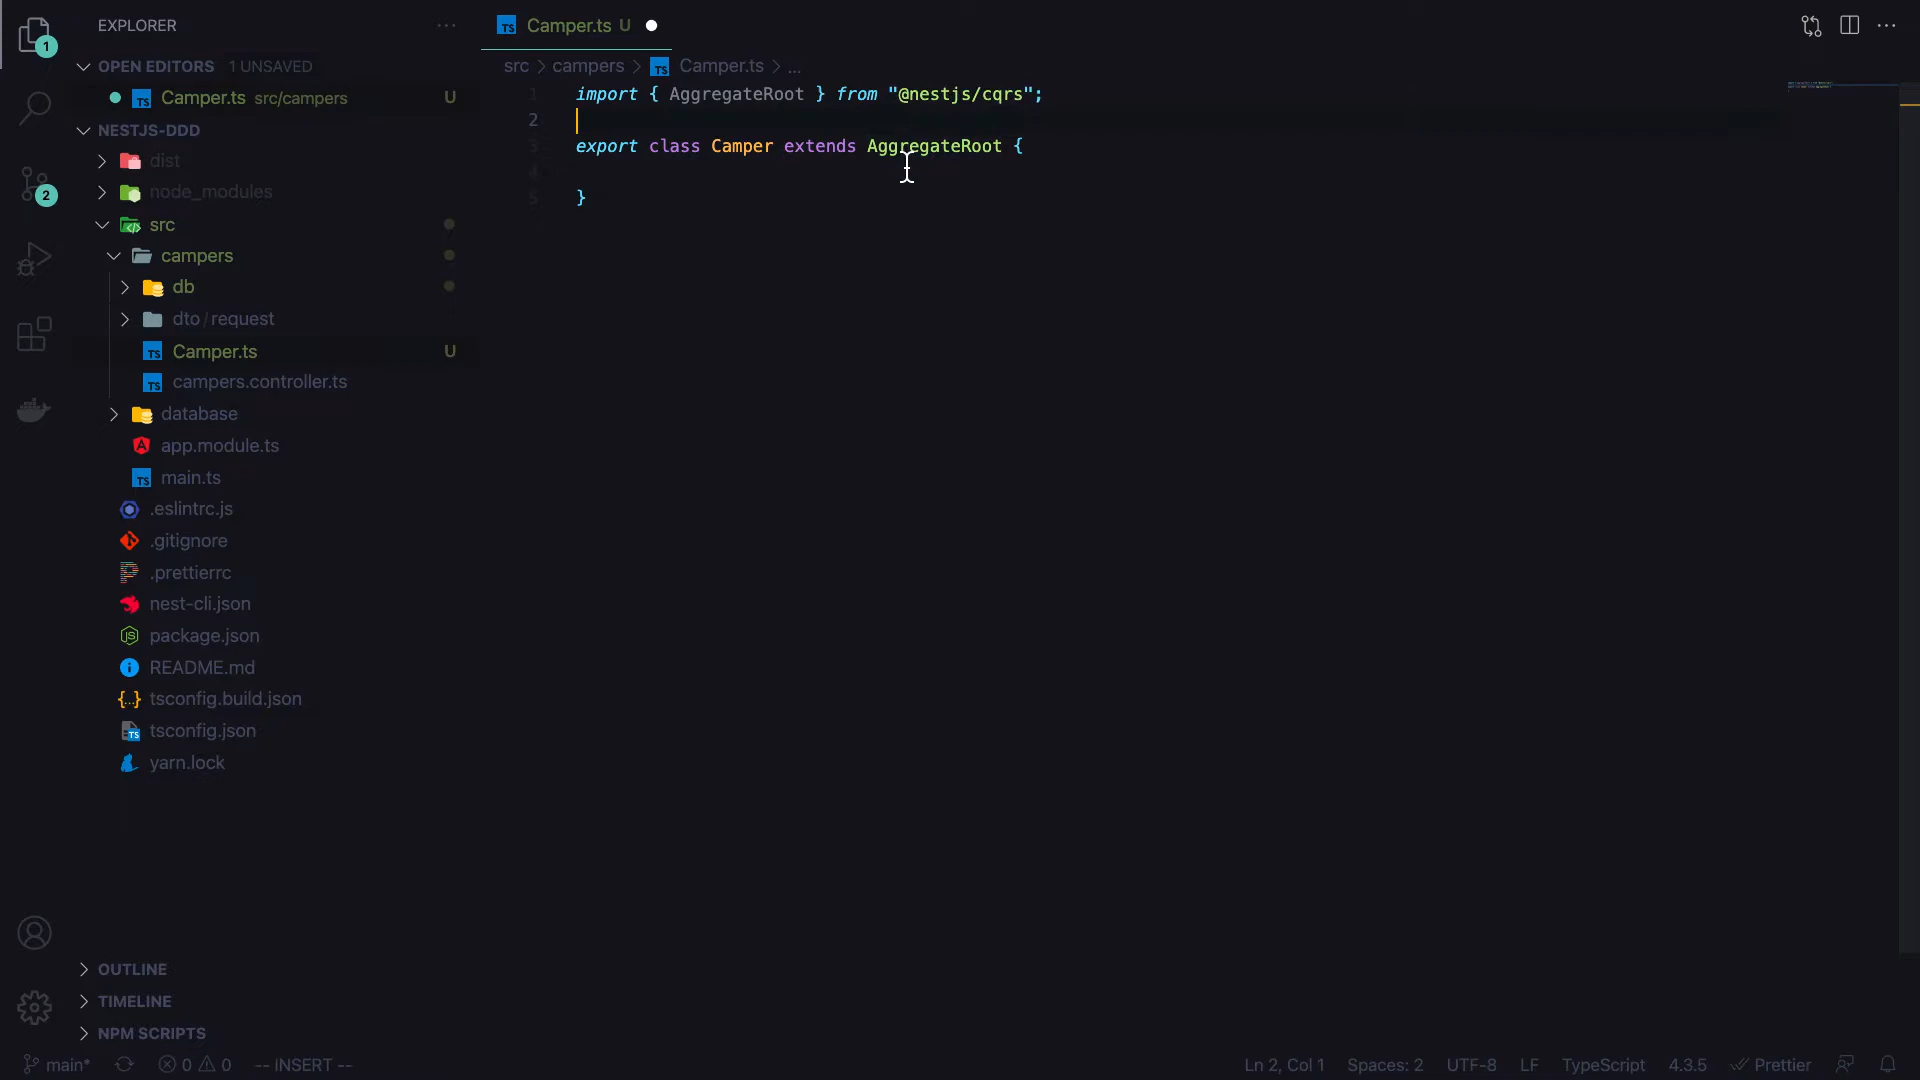 EXPLORER
OPEN EDITORS 1 UNSAVED
Camper.ts src/campers U
NESTJS-DDD
dist
node_modules
src
campers
db
dto / request
Camper.ts U
campers.controller.ts
database
app.module.ts
main.ts
.eslintrc.js
.gitignore
.prettierrc
nest-cli.json
package.json
README.md
tsconfig.build.json
tsconfig.json
yarn.lock
OUTLINE
TIMELINE
NPM SCRIPTS
1
2
Camper.ts U
src > campers > Camper.ts > ...
1 import { AggregateRoot } from "@nestjs/cqrs";
2
3 export class Camper extends AggregateRoot {
4
5 }
main* 0 0 -- INSERT --
Ln 2, Col 1 Spaces: 2 UTF-8 LF TypeScript 4.3.5 Prettier